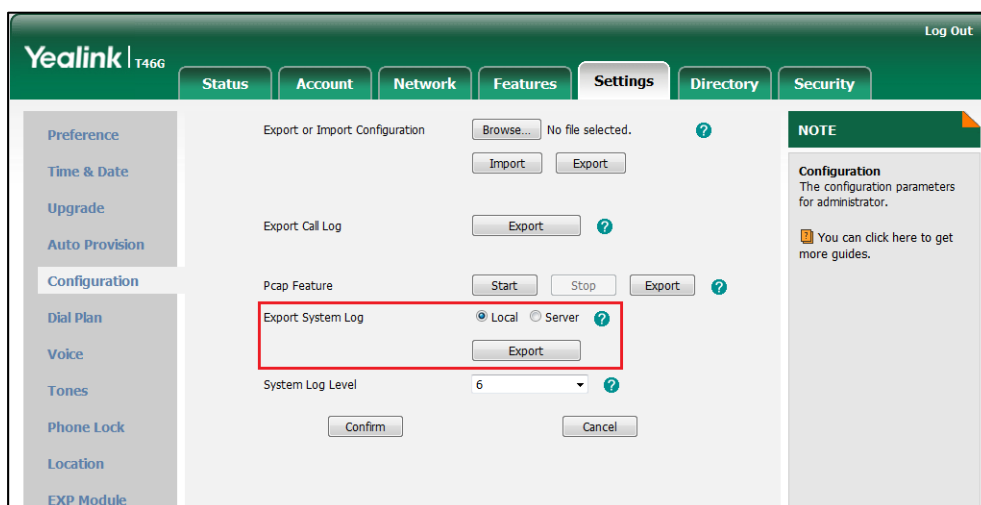 Log Out
Yealink T46G
Status Account Network Features Settings Directory Security
Preference
Time & Date
Upgrade
Auto Provision
Configuration
Dial Plan
Voice
Tones
Phone Lock
Location
EXP Module
Export or Import Configuration Browse... No file selected. ?
Import Export
Export Call Log Export ?
Pcap Feature Start Stop Export ?
Export System Log Local Server ?
Export
System Log Level 6 ?
Confirm Cancel
NOTE
Configuration
The configuration parameters
for administrator.
? You can click here to get
more guides.